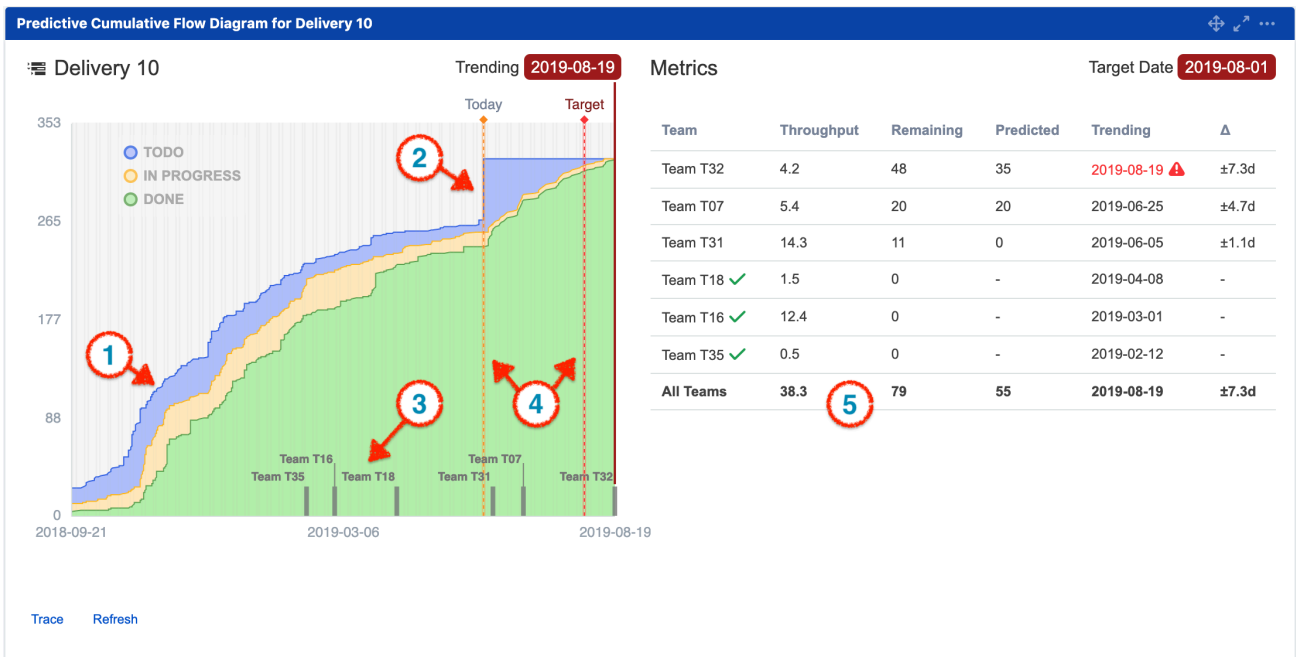 Predictive Cumulative Flow Diagram for Delivery 10
Delivery 10
Trending 2019-08-19
Today
Target
353
265
177
88
0
TODO
IN PROGRESS
DONE
1
2
3
4
Team T16
Team T07
Team T35
Team T18
Team T31
Team T32
2018-09-21
2019-03-06
2019-08-19
Trace
Refresh
Metrics
Target Date 2019-08-01
Team Throughput Remaining Predicted Trending Δ
Team T32 4.2 48 35 2019-08-19 ±7.3d
Team T07 5.4 20 20 2019-06-25 ±4.7d
Team T31 14.3 11 0 2019-06-05 ±1.1d
Team T18 1.5 0 - 2019-04-08 -
Team T16 12.4 0 - 2019-03-01 -
Team T35 0.5 0 - 2019-02-12 -
All Teams 38.3 79 55 2019-08-19 ±7.3d
5